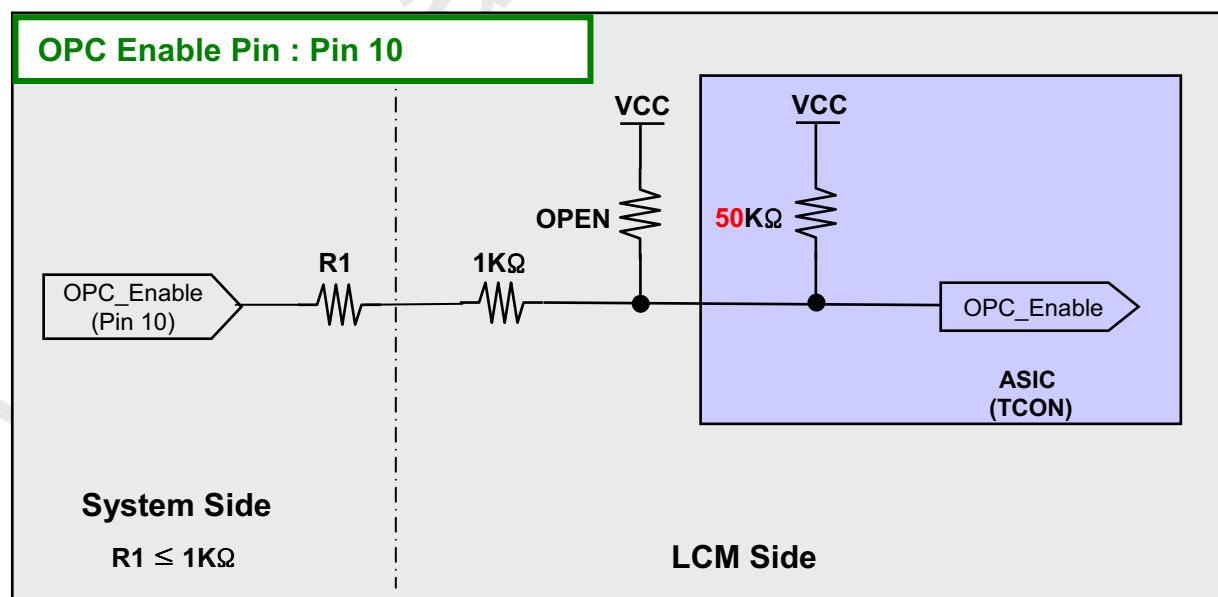 OPC Enable Pin : Pin 10
VCC
VCC
OPEN
50KΩ
R1
1KΩ
OPC_Enable
(Pin 10)
OPC_Enable
ASIC
(TCON)
System Side
R1 ≤ 1KΩ
LCM Side